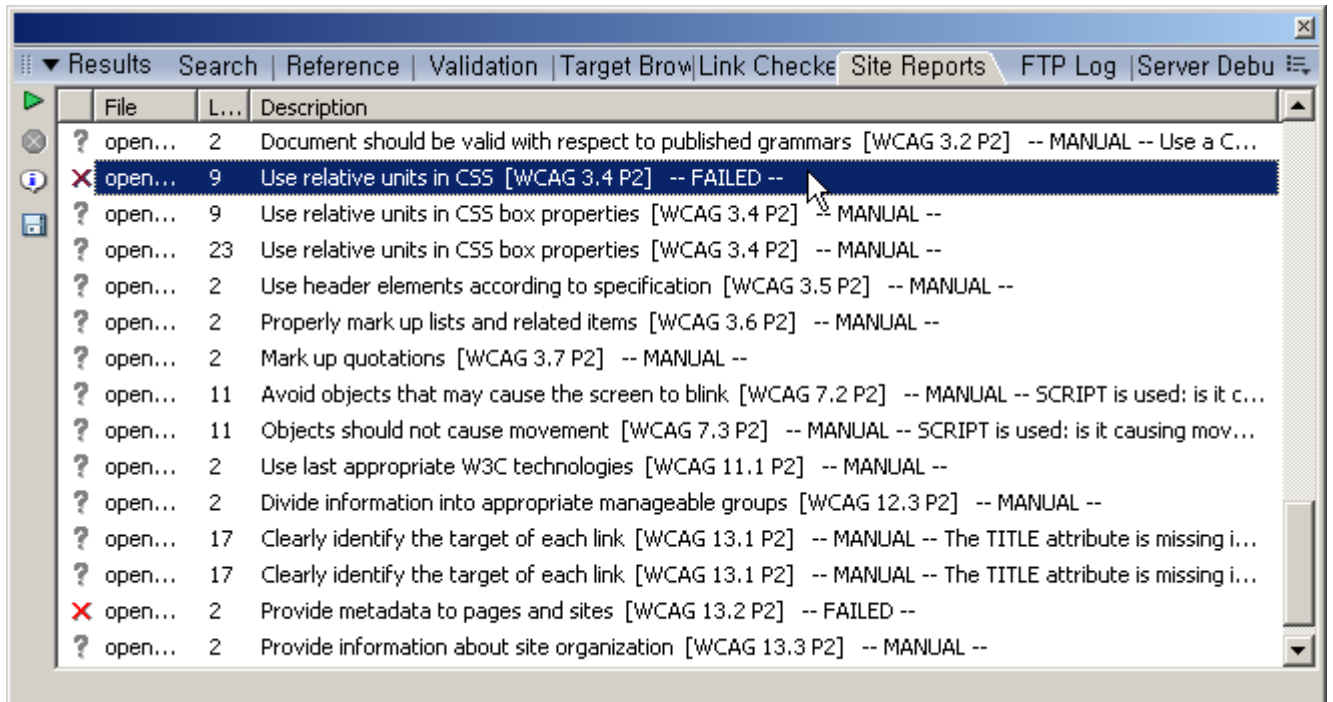 Results Search | Reference | Validation | Target Brow| Link Checke Site Reports FTP Log | Server Debu
File L... Description
? open... 2 Document should be valid with respect to published grammars [WCAG 3.2 P2] -- MANUAL -- Use a C...
open... 9 Use relative units in CSS [WCAG 3.4 P2] -- FAILED --
? open... 9 Use relative units in CSS box properties [WCAG 3.4 P2] -- MANUAL --
? open... 23 Use relative units in CSS box properties [WCAG 3.4 P2] -- MANUAL --
? open... 2 Use header elements according to specification [WCAG 3.5 P2] -- MANUAL --
? open... 2 Properly mark up lists and related items [WCAG 3.6 P2] -- MANUAL --
? open... 2 Mark up quotations [WCAG 3.7 P2] -- MANUAL --
? open... 11 Avoid objects that may cause the screen to blink [WCAG 7.2 P2] -- MANUAL -- SCRIPT is used: is it c...
? open... 11 Objects should not cause movement [WCAG 7.3 P2] -- MANUAL -- SCRIPT is used: is it causing mov...
? open... 2 Use last appropriate W3C technologies [WCAG 11.1 P2] -- MANUAL --
? open... 2 Divide information into appropriate manageable groups [WCAG 12.3 P2] -- MANUAL --
? open... 17 Clearly identify the target of each link [WCAG 13.1 P2] -- MANUAL -- The TITLE attribute is missing i...
? open... 17 Clearly identify the target of each link [WCAG 13.1 P2] -- MANUAL -- The TITLE attribute is missing i...
open... 2 Provide metadata to pages and sites [WCAG 13.2 P2] -- FAILED --
? open... 2 Provide information about site organization [WCAG 13.3 P2] -- MANUAL --